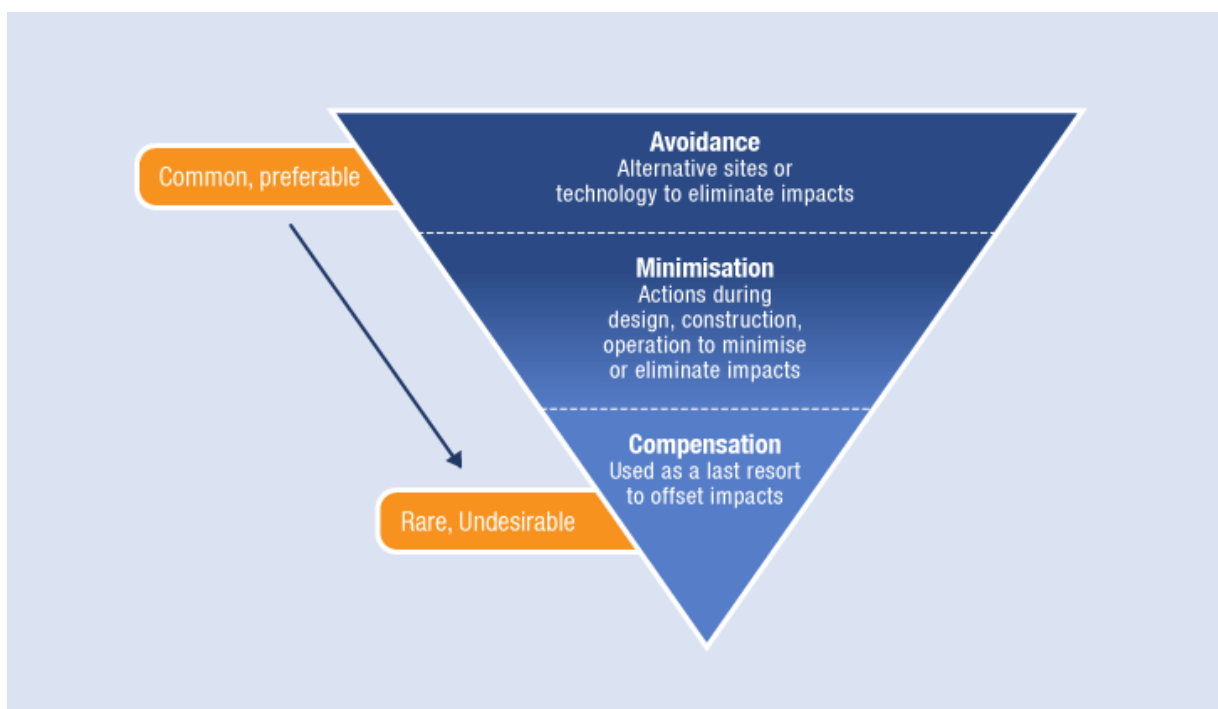 Avoidance
Alternative sites or
technology to eliminate impacts
Common, preferable
Minimisation
Actions during
design, construction,
operation to minimise
or eliminate impacts
Compensation
Used as a last resort
to offset impacts
Rare, Undesirable